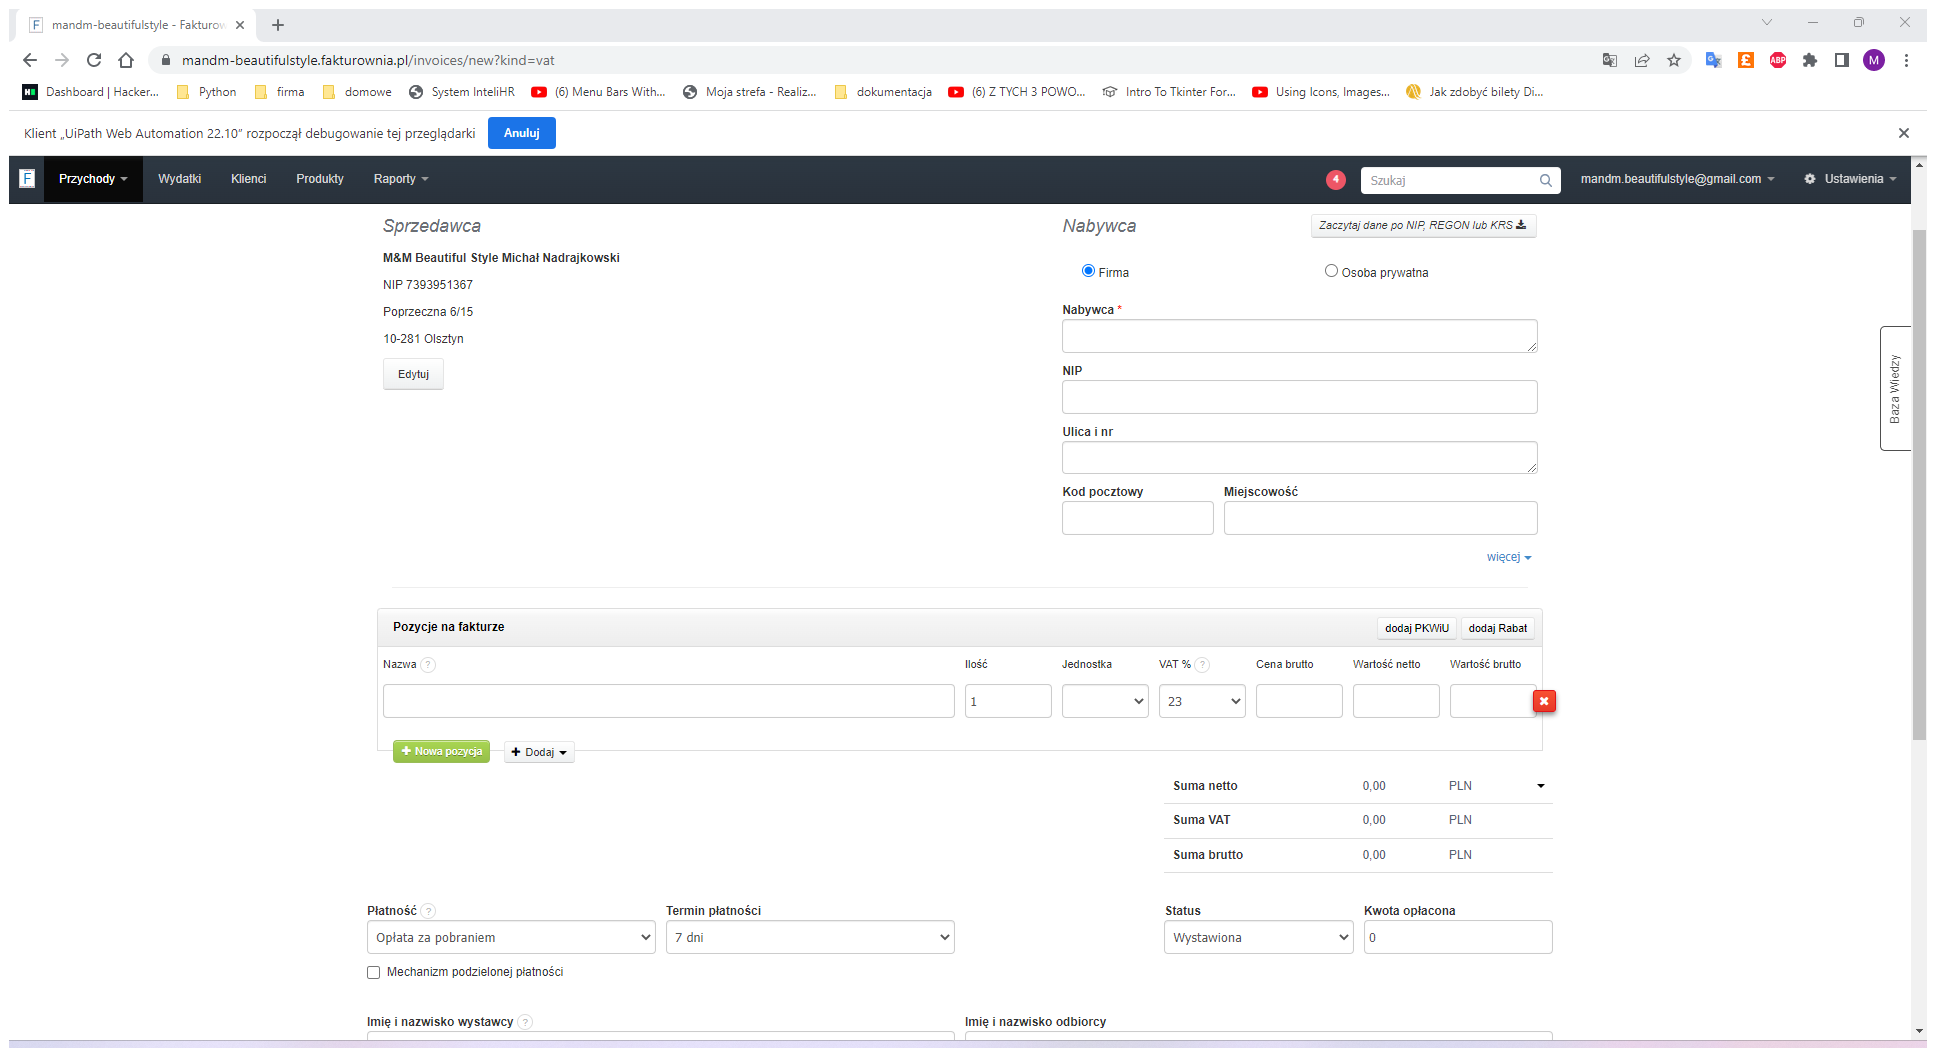 mandm-beautifulstyle - Fakturow
mandm-beautifulstyle.fakturownia.pl/invoices/new?kind=vat
ABP
M
Dashboard | Hacker...
Python
firma
domowe
System InteliHR
(6) Menu Bars With...
Moja strefa - Realiz...
dokumentacja
(6) Z TYCH 3 POWO...
Intro To Tkinter For...
Using Icons, Images...
Jak zdobyć bilety Di...
Klient „UiPath Web Automation 22.10” rozpoczął debugowanie tej przeglądarki
Anuluj
F
Przychody
Wydatki
Klienci
Produkty
Raporty
4
Szukaj
mandm.beautifulstyle@gmail.com
Ustawienia
Sprzedawca
M&M Beautiful Style Michał Nadrajkowski
NIP 7393951367
Poprzeczna 6/15
10-281 Olsztyn
Edytuj
Nabywca
Zaczytaj dane po NIP, REGON lub KRS
Firma
Osoba prywatna
Nabywca *
NIP
Ulica i nr
Kod pocztowy
Miejscowość
więcej
Baza Wiedzy
Pozycje na fakturze
dodaj PKWiU
dodaj Rabat
Nazwa ?
Ilość
Jednostka
VAT % ?
Cena brutto
Wartość netto
Wartość brutto
1
23
Nowa pozycja
Dodaj
Suma netto 0,00 PLN
Suma VAT 0,00 PLN
Suma brutto 0,00 PLN
Płatność ?
Termin płatności
Status
Kwota opłacona
Opłata za pobraniem
7 dni
Wystawiona
0
Mechanizm podzielonej płatności
Imię i nazwisko wystawcy ?
Imię i nazwisko odbiorcy